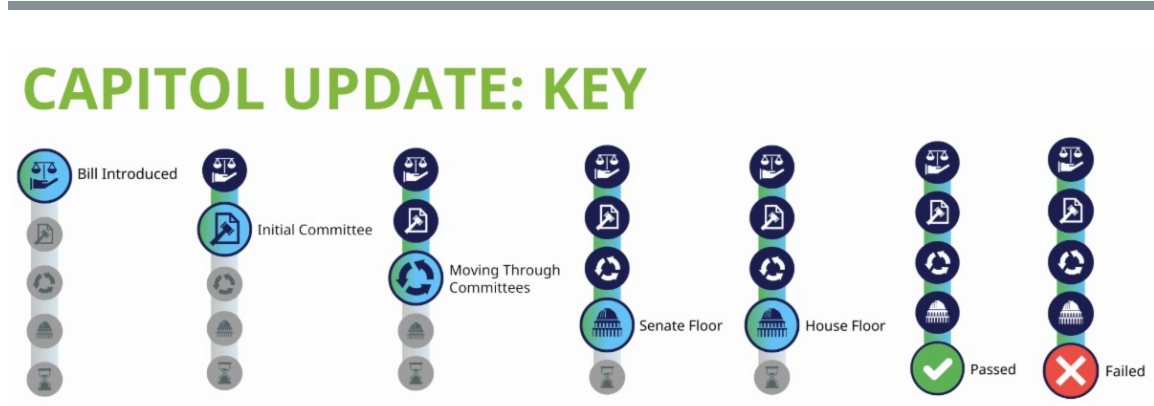 CAPITOL UPDATE: KEY
Bill Introduced
Initial Committee
Moving Through
Committees
Senate Floor
House Floor
Passed
Failed